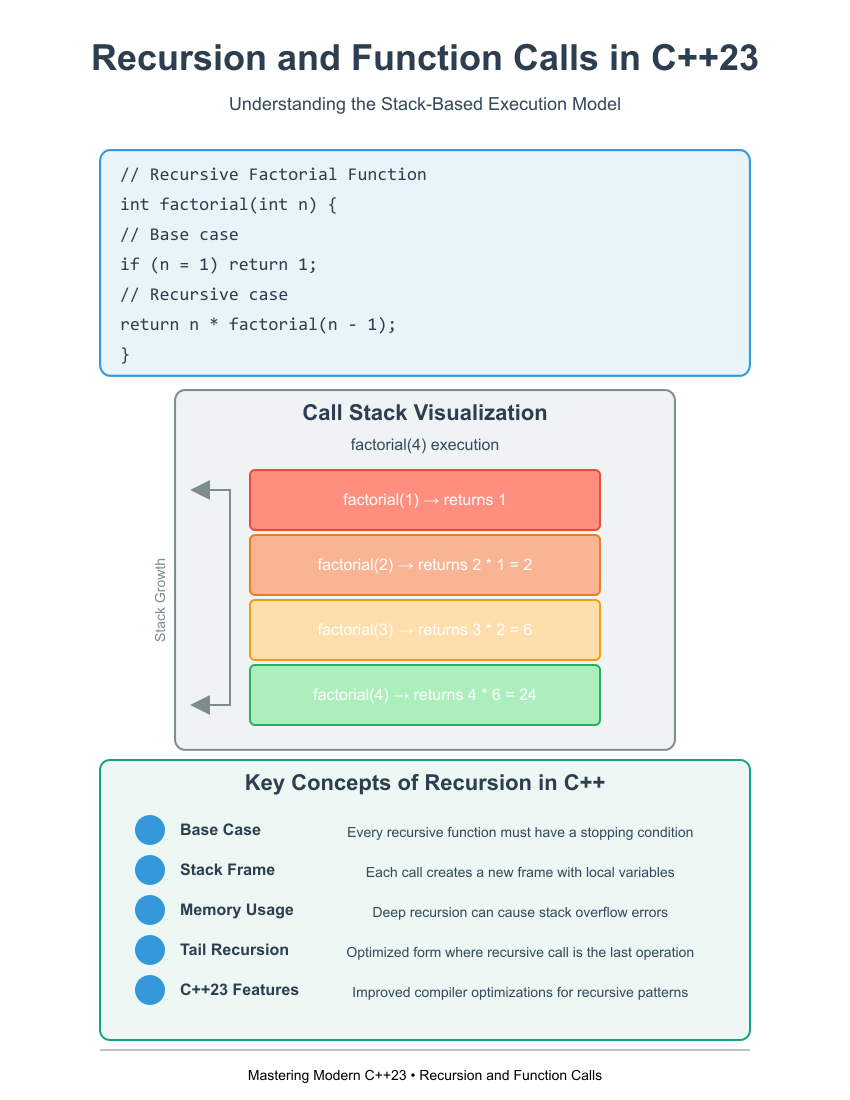 Recursion and Function Calls in C++23
Understanding the Stack-Based Execution Model
// Recursive Factorial Function
int factorial(int n) {
// Base case
if (n = 1) return 1;
// Recursive case
return n * factorial(n - 1);
}
Call Stack Visualization
factorial(4) execution
factorial(1) → returns 1
factorial(2) → returns 2 * 1 = 2
factorial(3) → returns 3 * 2 = 6
factorial(4) → returns 4 * 6 = 24
Stack Growth
Key Concepts of Recursion in C++
Base Case Every recursive function must have a stopping condition
Stack Frame Each call creates a new frame with local variables
Memory Usage Deep recursion can cause stack overflow errors
Tail Recursion Optimized form where recursive call is the last operation
C++23 Features Improved compiler optimizations for recursive patterns
Mastering Modern C++23 • Recursion and Function Calls